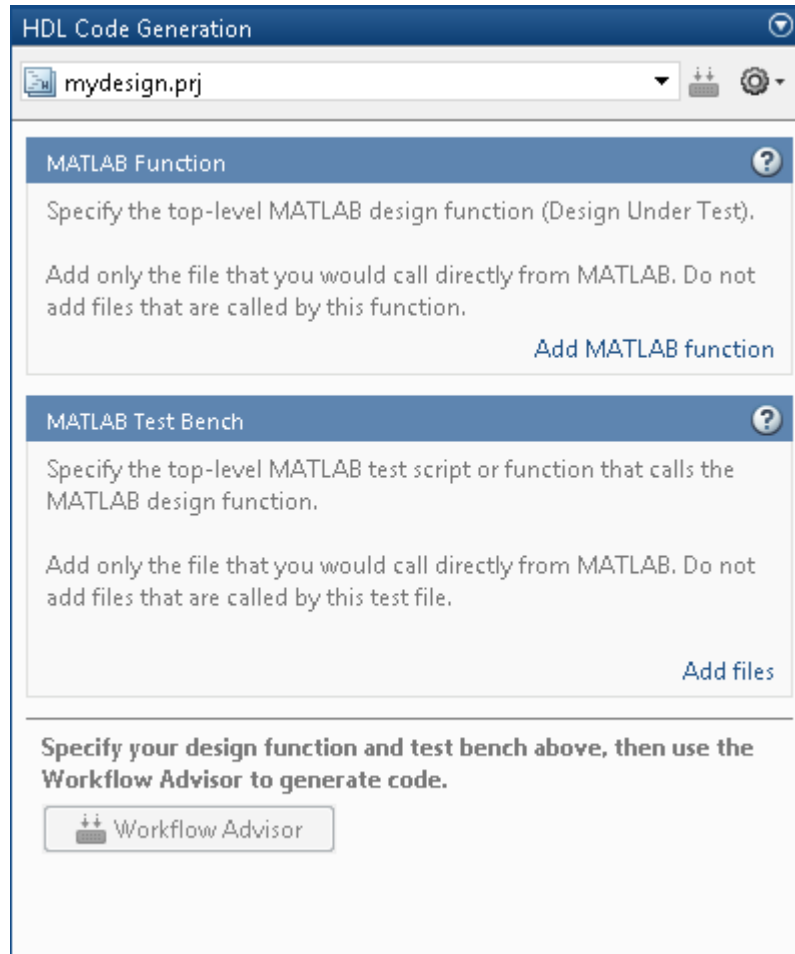 HDL Code Generation
mydesign.prj
MATLAB Function
Specify the top-level MATLAB design function (Design Under Test).
Add only the file that you would call directly from MATLAB. Do not
add files that are called by this function.
Add MATLAB function
MATLAB Test Bench
Specify the top-level MATLAB test script or function that calls the
MATLAB design function.
Add only the file that you would call directly from MATLAB. Do not
add files that are called by this test file.
Add files
Specify your design function and test bench above, then use the
Workflow Advisor to generate code.
Workflow Advisor